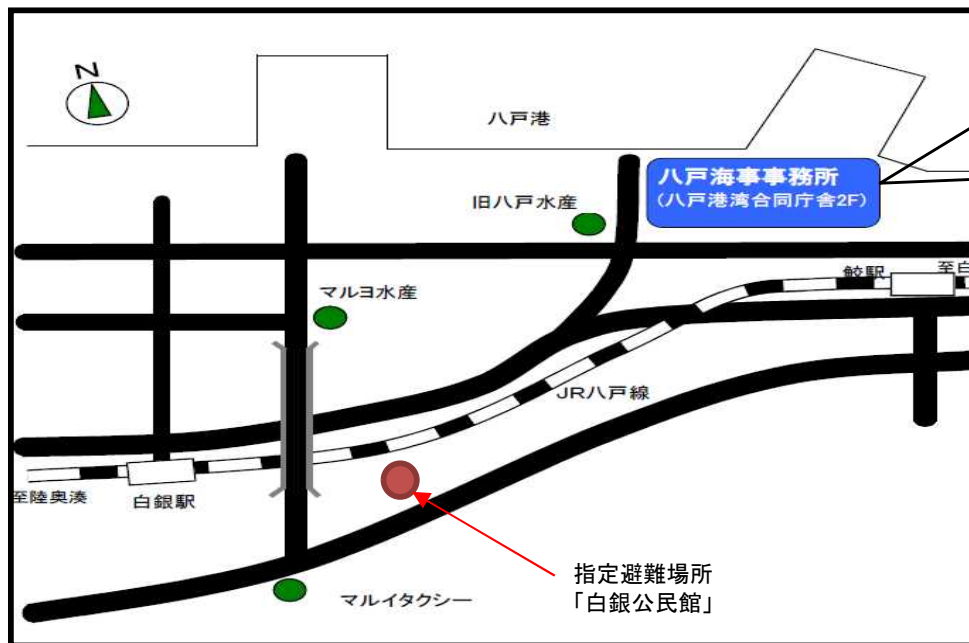 N
八戸港
八戸海事事務所
(八戸港湾合同庁舎2F)
旧八戸水産
鮫駅
至白
マルヨ水産
JR八戸線
至陸奥湊
白銀駅
指定避難場所
「白銀公民館」
マルイタクシー